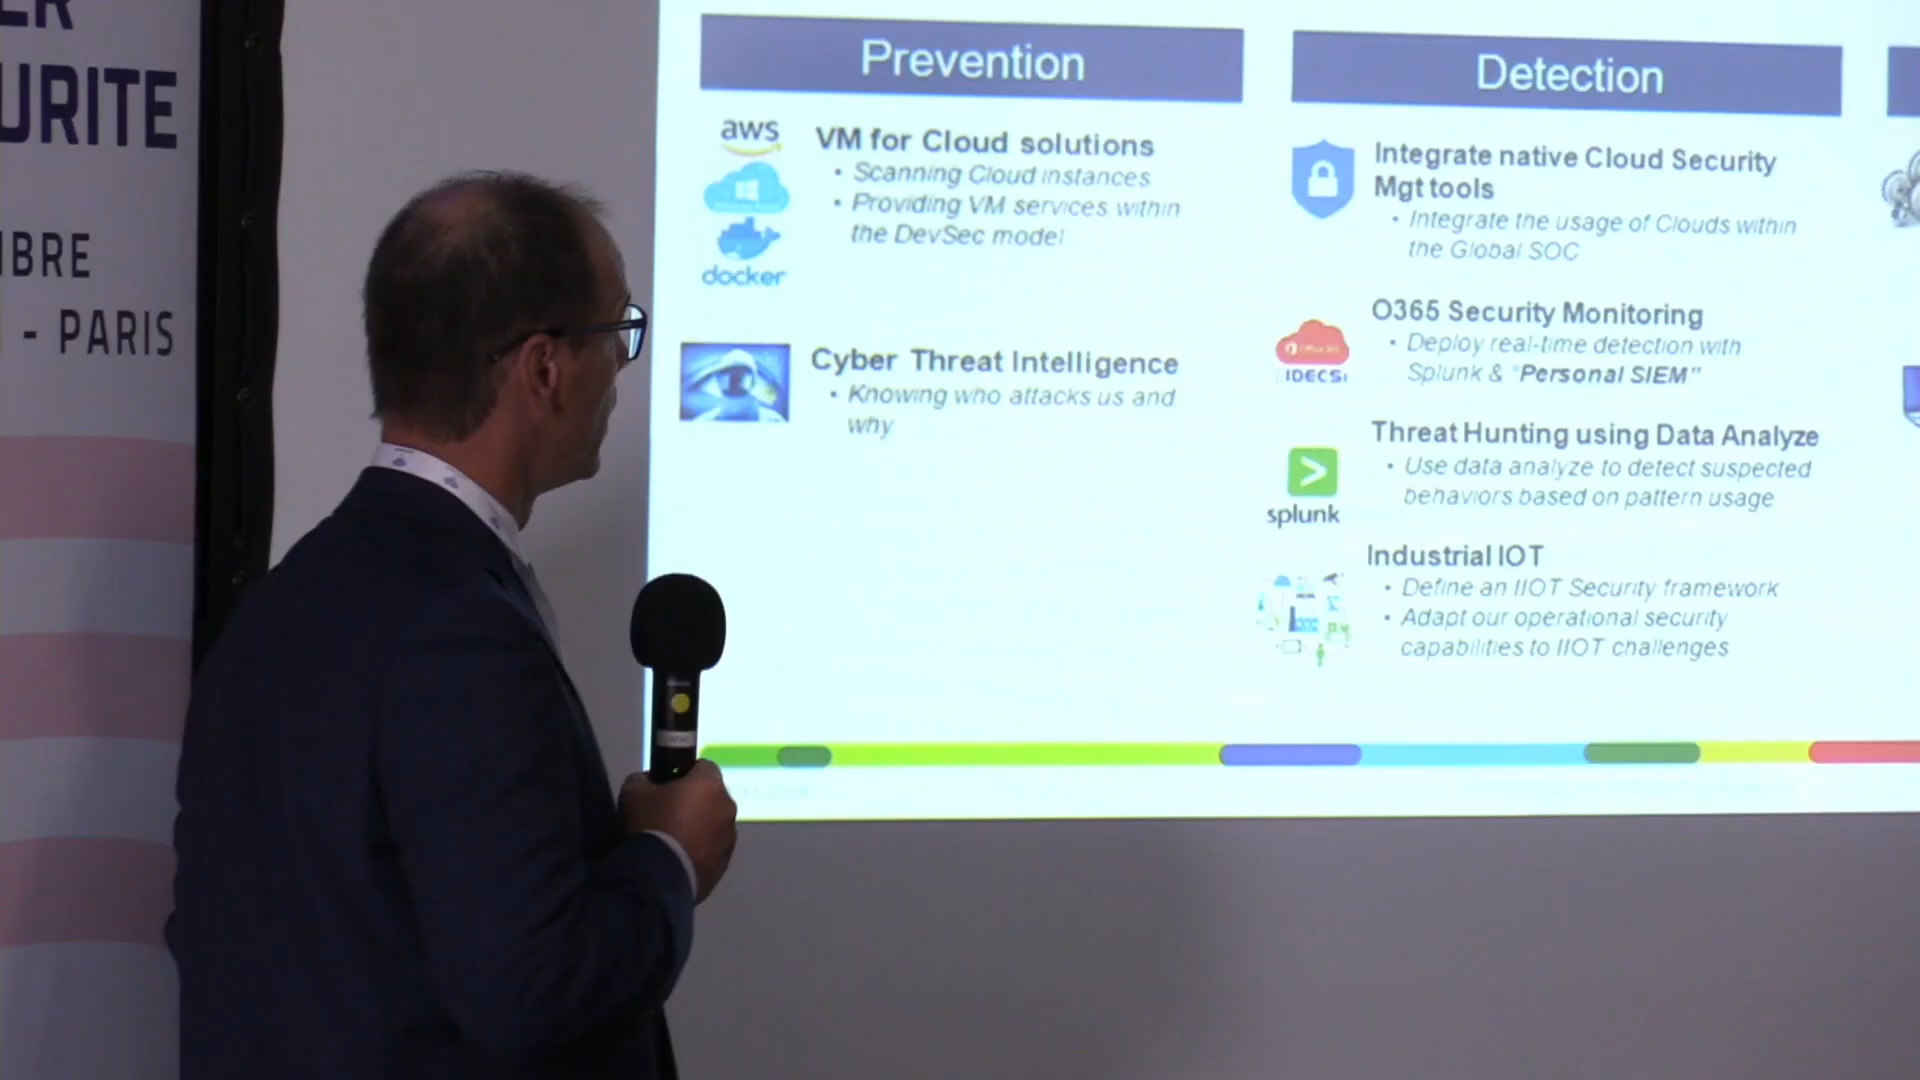 ER
URITE
MBRE
- PARIS
Prevention
aws
docker
VM for Cloud solutions
• Scanning Cloud instances
• Providing VM services within
the DevSec model
Cyber Threat Intelligence
• Knowing who attacks us and
why
Detection
Integrate native Cloud Security
Mgt tools
• Integrate the usage of Clouds within
the Global SOC
Office 365
IDECSI
O365 Security Monitoring
• Deploy real-time detection with
Splunk & "Personal SIEM"
splunk
Threat Hunting using Data Analyze
• Use data analyze to detect suspected
behaviors based on pattern usage
Industrial IOT
• Define an IIOT Security framework
• Adapt our operational security
capabilities to IIOT challenges